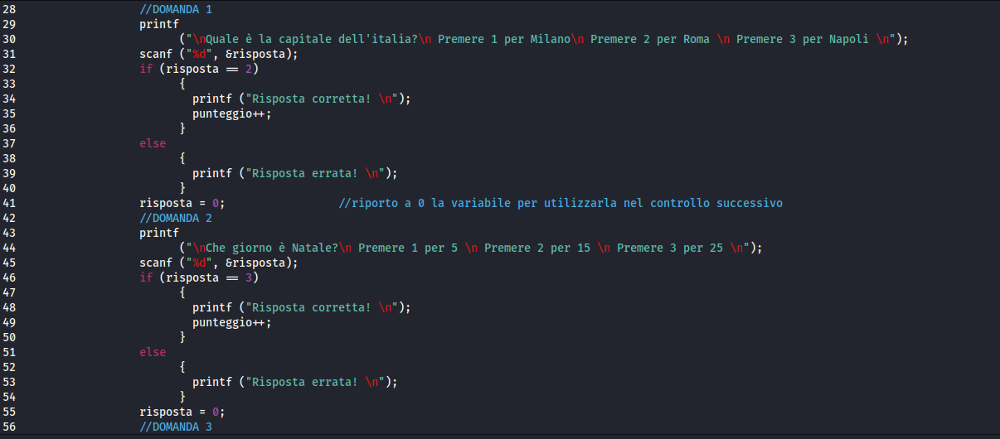 28 //DOMANDA 1
29 printf
30 ("\nQuale è la capitale dell'italia?\n Premere 1 per Milano\n Premere 2 per Roma \n Premere 3 per Napoli \n");
31 scanf ("%d", &risposta);
32 if (risposta == 2)
33 {
34 printf ("Risposta corretta! \n");
35 punteggio++;
36 }
37 else
38 {
39 printf ("Risposta errata! \n");
40 }
41 risposta = 0; //riporto a 0 la variabile per utilizzarla nel controllo successivo
42 //DOMANDA 2
43 printf
44 ("\nChe giorno è Natale?\n Premere 1 per 5 \n Premere 2 per 15 \n Premere 3 per 25 \n");
45 scanf ("%d", &risposta);
46 if (risposta == 3)
47 {
48 printf ("Risposta corretta! \n");
49 punteggio++;
50 }
51 else
52 {
53 printf ("Risposta errata! \n");
54 }
55 risposta = 0;
56 //DOMANDA 3